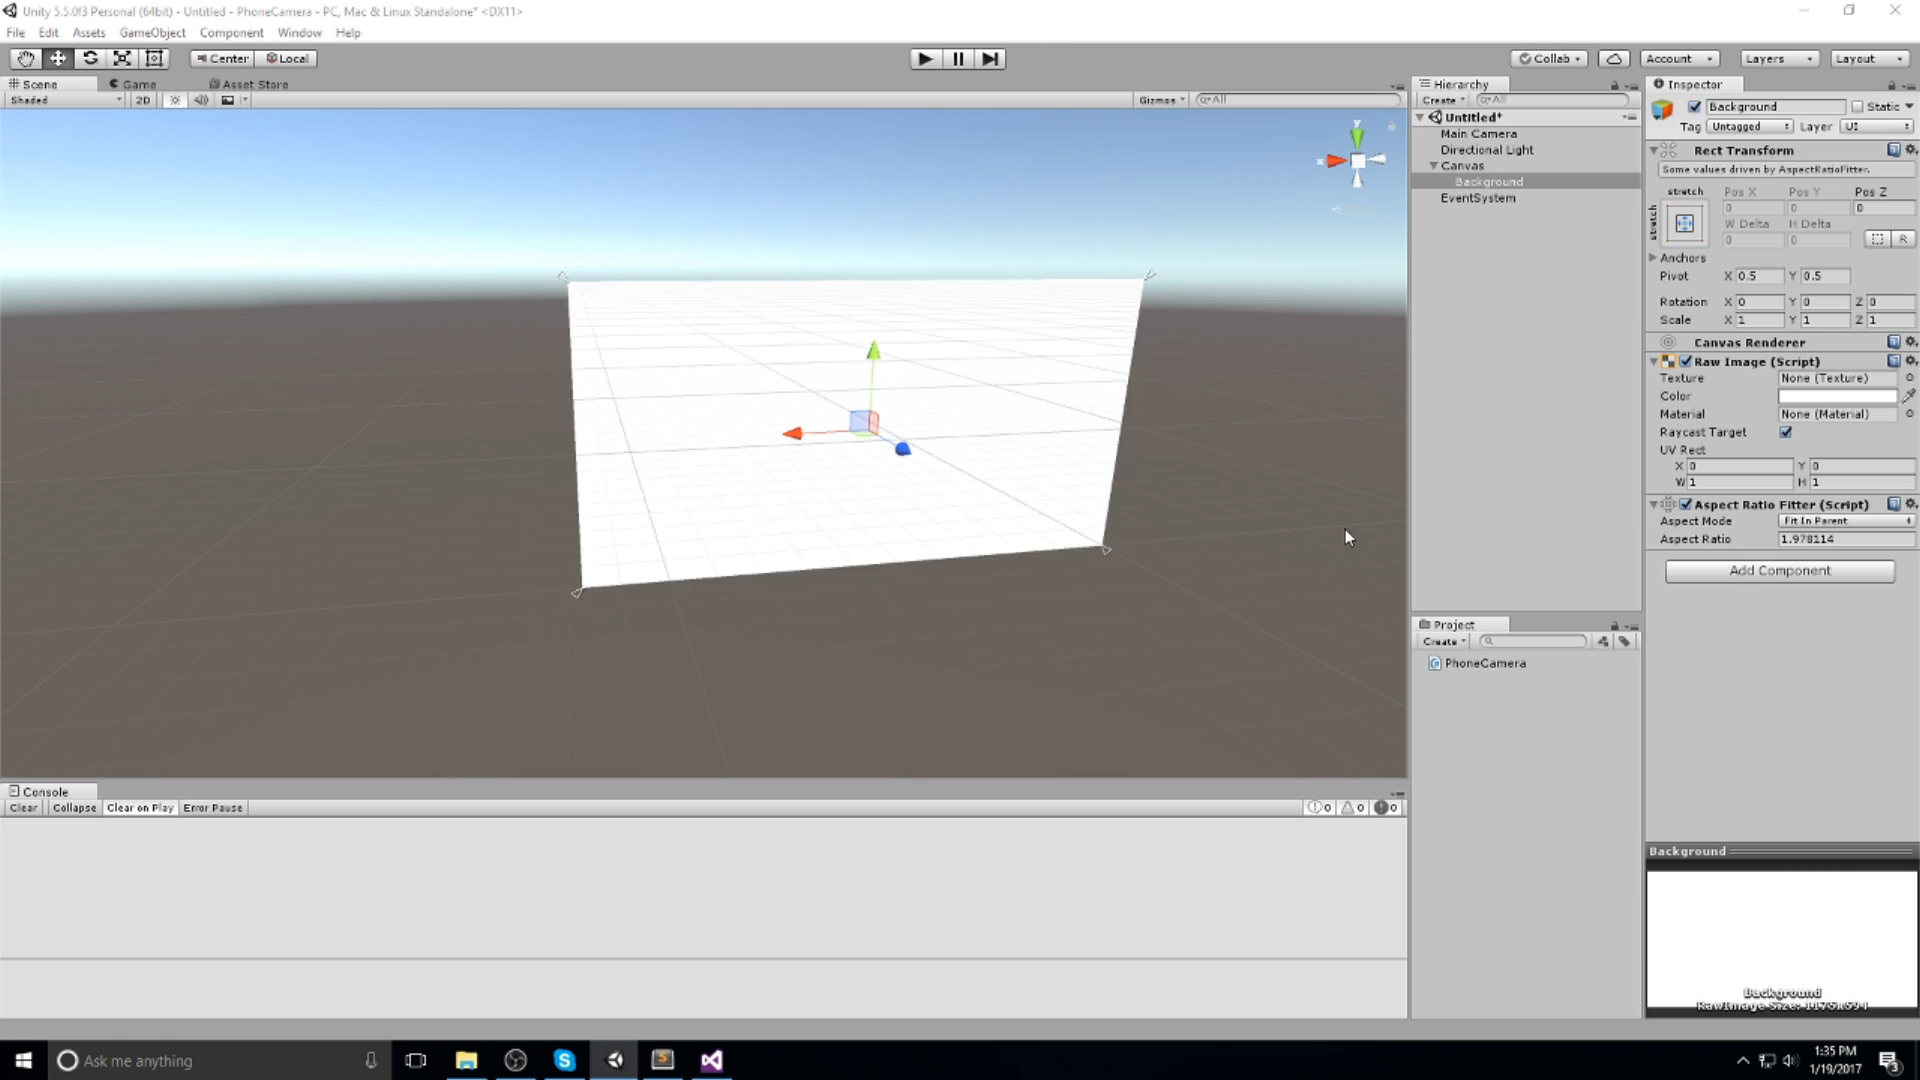 Unity 5.5.0f3 Personal (64bit) - Untitled - PhoneCamera - PC, Mac & Linux Standalone* <DX11>
File Edit Assets GameObject Component Window Help
Center Local
Collab Account Layers Layout
Scene Game Asset Store
Shaded 2D Gizmos All
y
x
Hierarchy
Create All
Untitled*
Main Camera
Directional Light
Canvas
Background
EventSystem
Project
Create
PhoneCamera
Inspector
Background Static
Tag Untagged Layer UI
Rect Transform
Some values driven by AspectRatioFitter.
stretch Pos X Pos Y Pos Z
stretch
0 0 0
W Delta H Delta
0 0 R
Anchors
Pivot X 0.5 Y 0.5
Rotation X 0 Y 0 Z 0
Scale X 1 Y 1 Z 1
Canvas Renderer
Raw Image (Script)
Texture None (Texture)
Color
Material None (Material)
Raycast Target
UV Rect
X 0 Y 0
W 1 H 1
Aspect Ratio Fitter (Script)
Aspect Mode Fit In Parent
Aspect Ratio 1.978114
Add Component
Background
Background
RawImage Size:
Console
Clear Collapse Clear on Play Error Pause
0 0 0
Ask me anything
1:35 PM
1/19/2017
3